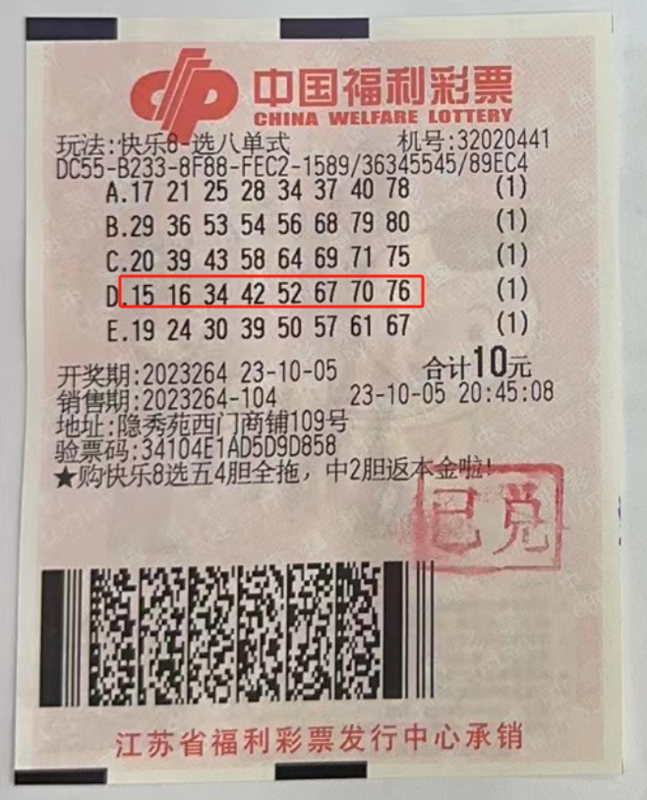 中国福利彩票
CHINA WELFARE LOTTERY
玩法:快乐8-选八单式 机号:32020441
DC55-B233-8F88-FEC2-1589/36345545/89EC4
A.17 21 25 28 34 37 40 78 (1)
B.29 36 53 54 56 68 79 80 (1)
C.20 39 43 58 64 69 71 75 (1)
D.15 16 34 42 52 67 70 76 (1)
E.19 24 30 39 50 57 61 67 (1)
开奖期:2023264 23-10-05 合计10元
销售期:2023264-104 23-10-05 20:45:08
地址:隐秀苑西门商铺109号
验票码:34104E1AD5D9D858
★购快乐8选五4胆全拖，中2胆返本金啦!
已兑
江苏省福利彩票发行中心承销